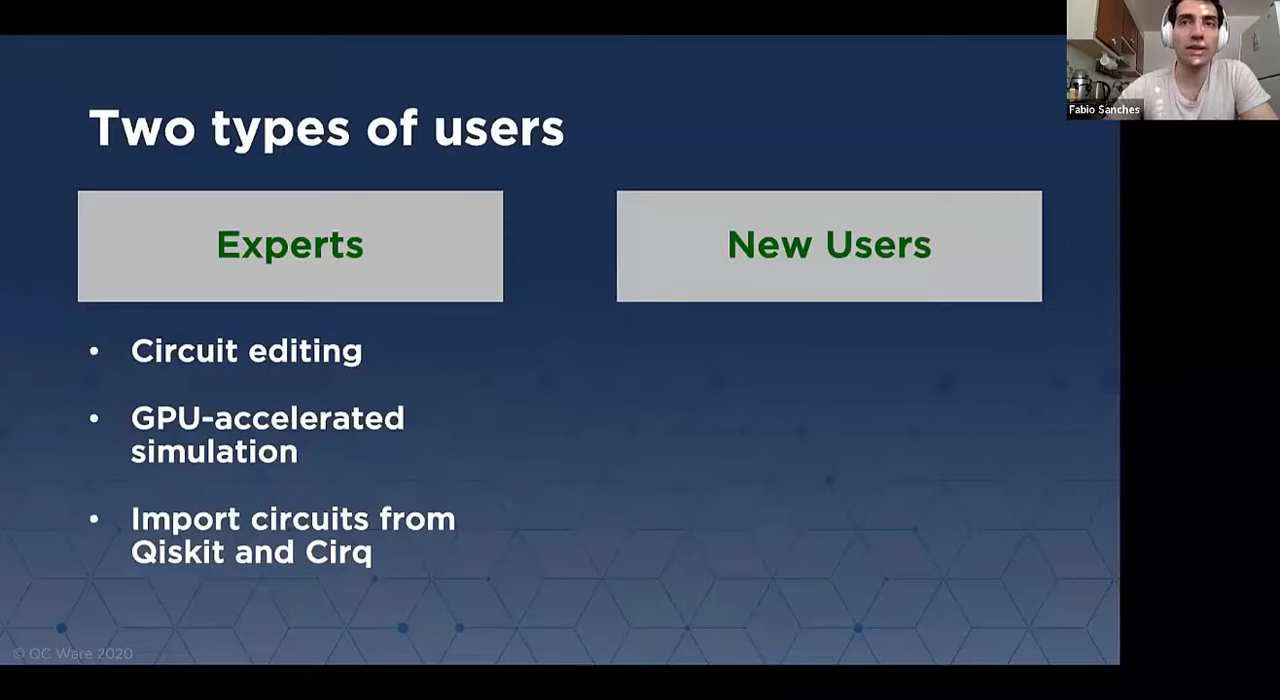 Fabio Sanches
Two types of users
Experts
New Users
• Circuit editing
• GPU-accelerated
simulation
• Import circuits from
Qiskit and Cirq
© QC Ware 2020